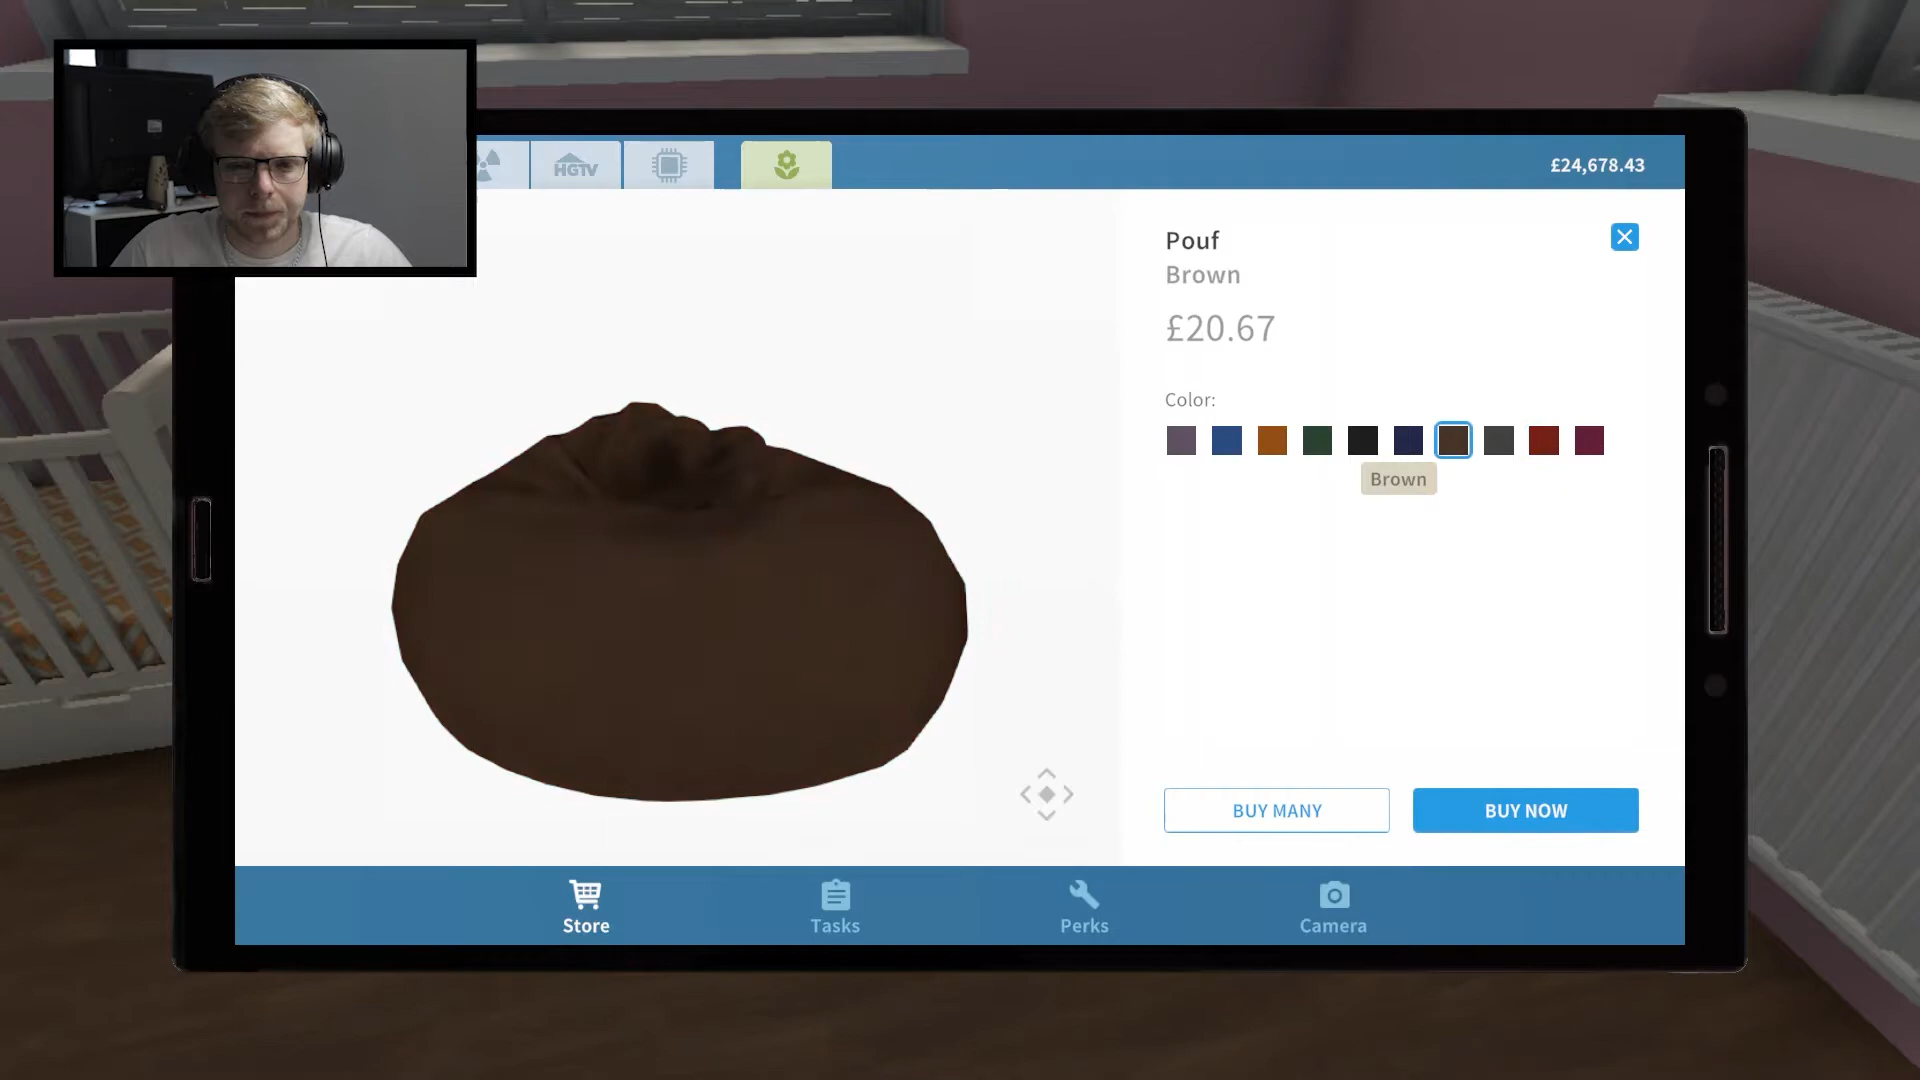 HGTV
£24,678.43
Pouf
Brown
£20.67
Color:
Brown
BUY MANY
BUY NOW
Store
Tasks
Perks
Camera